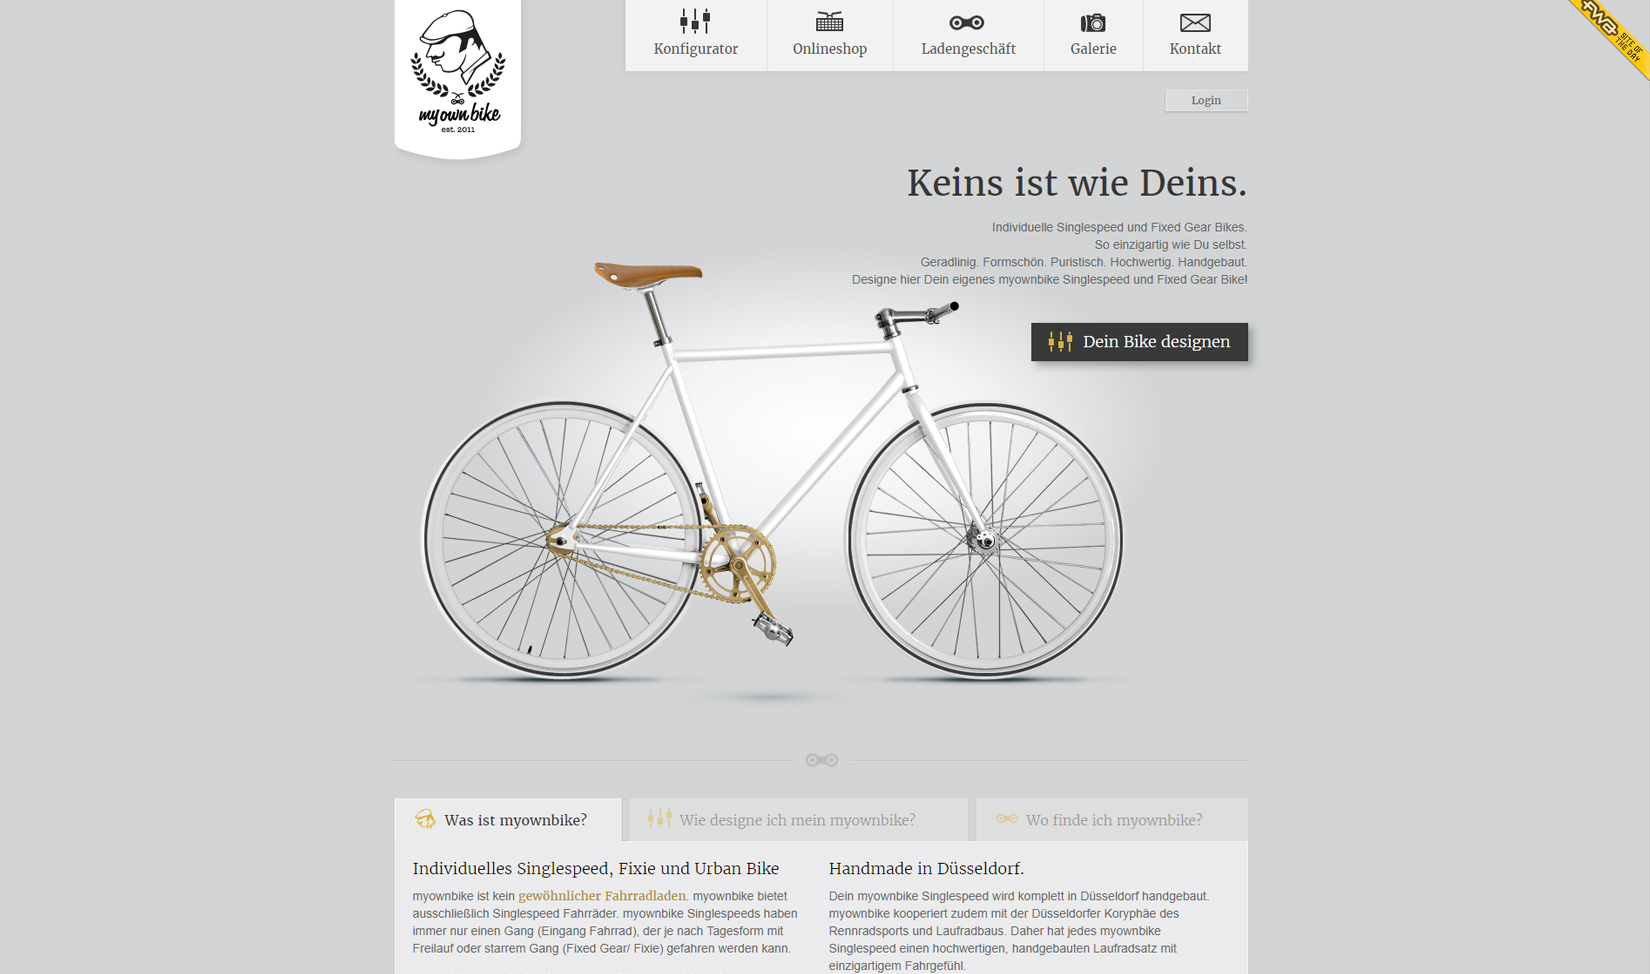 myownbike
est. 2011
Konfigurator
Onlineshop
Ladengeschäft
Galerie
Kontakt
FWA
SITE OF
THE DAY
Login
Keins ist wie Deins.
Individuelle Singlespeed und Fixed Gear Bikes.
So einzigartig wie Du selbst.
Geradlinig. Formschön. Puristisch. Hochwertig. Handgebaut.
Designe hier Dein eigenes myownbike Singlespeed und Fixed Gear Bike!
Dein Bike designen
Was ist myownbike?
Wie designe ich mein myownbike?
Wo finde ich myownbike?
Individuelles Singlespeed, Fixie und Urban Bike
myownbike ist kein gewöhnlicher Fahrradladen. myownbike bietet
ausschließlich Singlespeed Fahrräder. myownbike Singlespeeds haben
immer nur einen Gang (Eingang Fahrrad), der je nach Tagesform mit
Freilauf oder starrem Gang (Fixed Gear/ Fixie) gefahren werden kann.
Handmade in Düsseldorf.
Dein myownbike Singlespeed wird komplett in Düsseldorf handgebaut.
myownbike kooperiert zudem mit der Düsseldorfer Koryphäe des
Rennradsports und Laufradbaus. Daher hat jedes myownbike
Singlespeed einen hochwertigen, handgebauten Laufradsatz mit
einzigartigem Fahrgefühl.